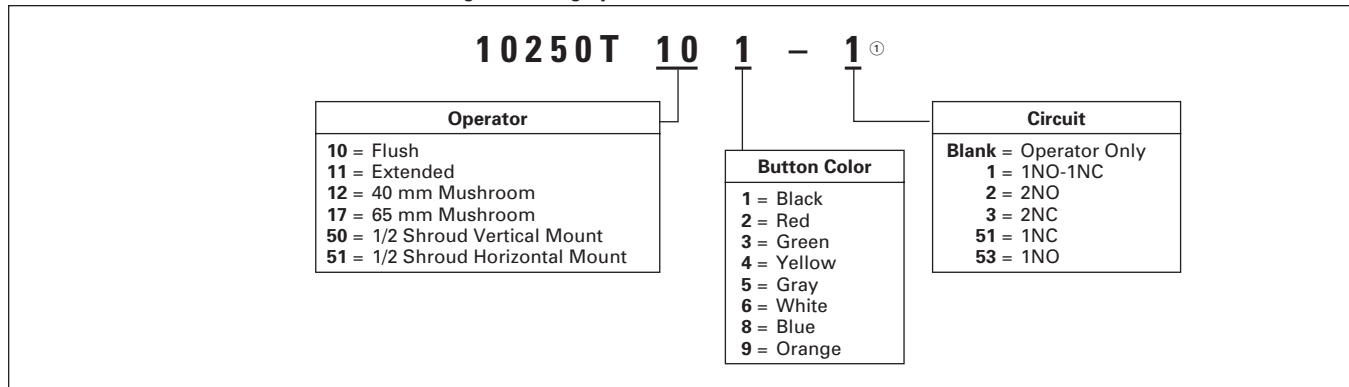 10250T 10 1 – 1 ①
Operator
10 = Flush
11 = Extended
12 = 40 mm Mushroom
17 = 65 mm Mushroom
50 = 1/2 Shroud Vertical Mount
51 = 1/2 Shroud Horizontal Mount
Button Color
1 = Black
2 = Red
3 = Green
4 = Yellow
5 = Gray
6 = White
8 = Blue
9 = Orange
Circuit
Blank = Operator Only
1 = 1NO-1NC
2 = 2NO
3 = 2NC
51 = 1NC
53 = 1NO